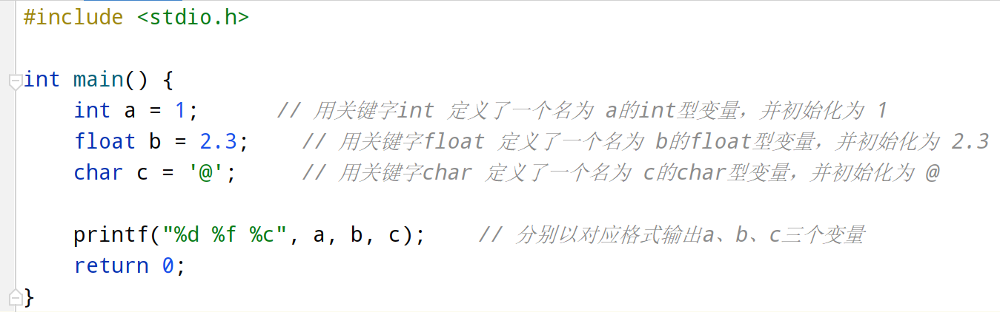 #include <stdio.h>
int main() {
    int a = 1;      // 用关键字int 定义了一个名为 a的int型变量，并初始化为 1
    float b = 2.3;    // 用关键字float 定义了一个名为 b的float型变量，并初始化为 2.3
    char c = '@';     // 用关键字char 定义了一个名为 c的char型变量，并初始化为 @
    printf("%d %f %c", a, b, c);    // 分别以对应格式输出a、b、c三个变量
    return 0;
}